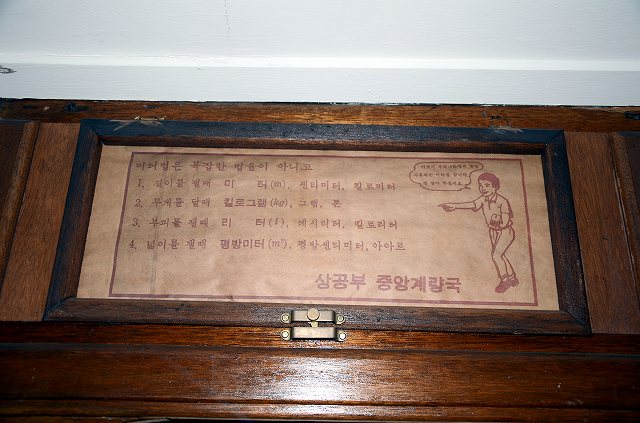 미터법은 복잡한 법율이 아니고
1. 길이를 잴때 미 터(m), 센티미터, 킬로미터
2. 무게를 달때 킬로그램(kg), 그램, 톤
3. 부피를 잴때 리 터(l), 데시리터, 킬로리터
4. 넓이를 잴때 평방미터(m²), 평방센티미터, 아아르
상공부 중앙계량국